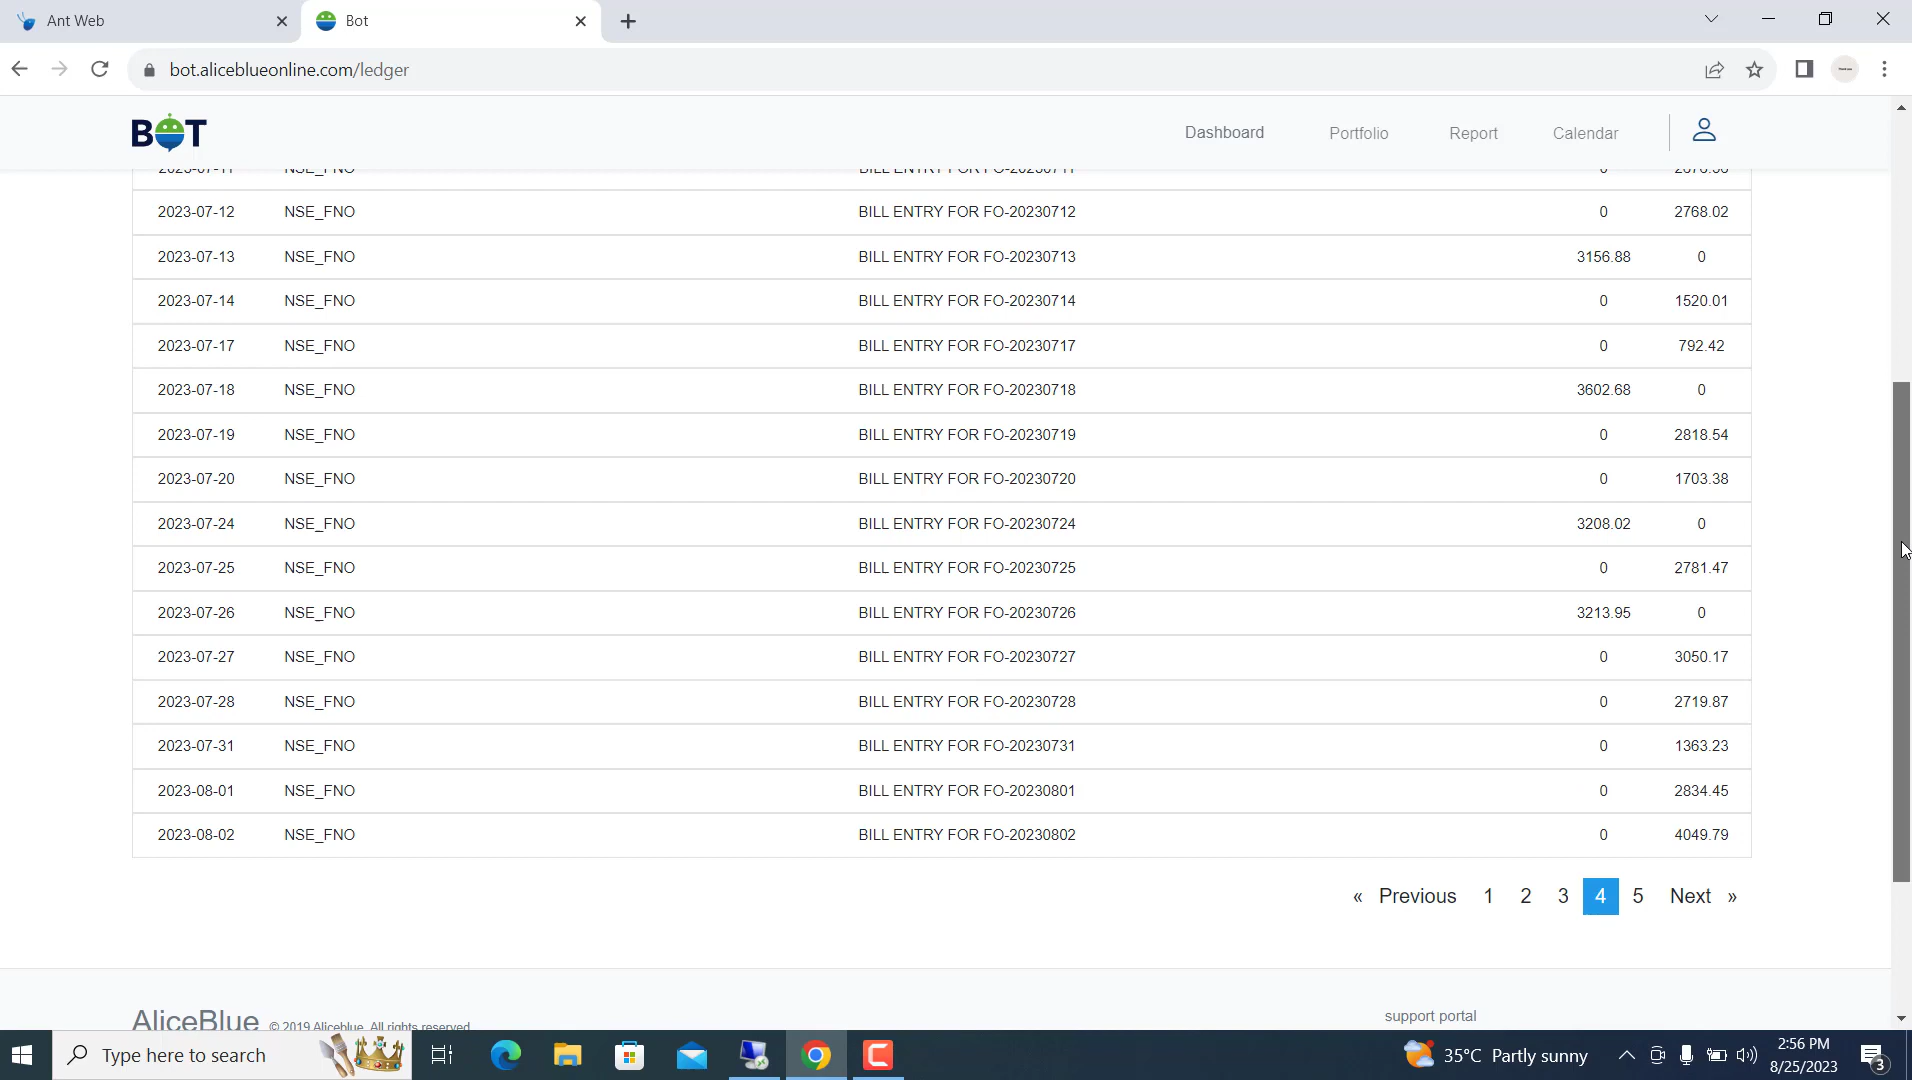 Ant Web
Bot
bot.aliceblueonline.com/ledger
BOT Dashboard Portfolio Report Calendar
2023-07-11 NSE_FNO BILL ENTRY FOR FO-20230711 0
2023-07-12 NSE_FNO BILL ENTRY FOR FO-20230712 0 2768.02
2023-07-13 NSE_FNO BILL ENTRY FOR FO-20230713 3156.88 0
2023-07-14 NSE_FNO BILL ENTRY FOR FO-20230714 0 1520.01
2023-07-17 NSE_FNO BILL ENTRY FOR FO-20230717 0 792.42
2023-07-18 NSE_FNO BILL ENTRY FOR FO-20230718 3602.68 0
2023-07-19 NSE_FNO BILL ENTRY FOR FO-20230719 0 2818.54
2023-07-20 NSE_FNO BILL ENTRY FOR FO-20230720 0 1703.38
2023-07-24 NSE_FNO BILL ENTRY FOR FO-20230724 3208.02 0
2023-07-25 NSE_FNO BILL ENTRY FOR FO-20230725 0 2781.47
2023-07-26 NSE_FNO BILL ENTRY FOR FO-20230726 3213.95 0
2023-07-27 NSE_FNO BILL ENTRY FOR FO-20230727 0 3050.17
2023-07-28 NSE_FNO BILL ENTRY FOR FO-20230728 0 2719.87
2023-07-31 NSE_FNO BILL ENTRY FOR FO-20230731 0 1363.23
2023-08-01 NSE_FNO BILL ENTRY FOR FO-20230801 0 2834.45
2023-08-02 NSE_FNO BILL ENTRY FOR FO-20230802 0 4049.79
« Previous 1 2 3 4 5 Next »
AliceBlue © 2019 Aliceblue. All rights reserved support portal
Type here to search 35°C Partly sunny 2:56 PM
8/25/2023 3